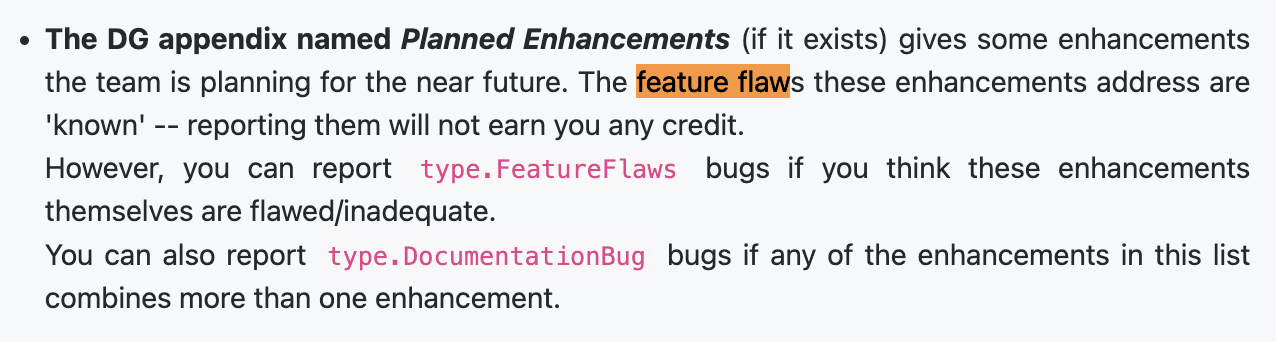 • The DG appendix named Planned Enhancements (if it exists) gives some enhancements
the team is planning for the near future. The feature flaws these enhancements address are
'known' -- reporting them will not earn you any credit.
However, you can report type.FeatureFlaws bugs if you think these enhancements
themselves are flawed/inadequate.
You can also report type.DocumentationBug bugs if any of the enhancements in this list
combines more than one enhancement.